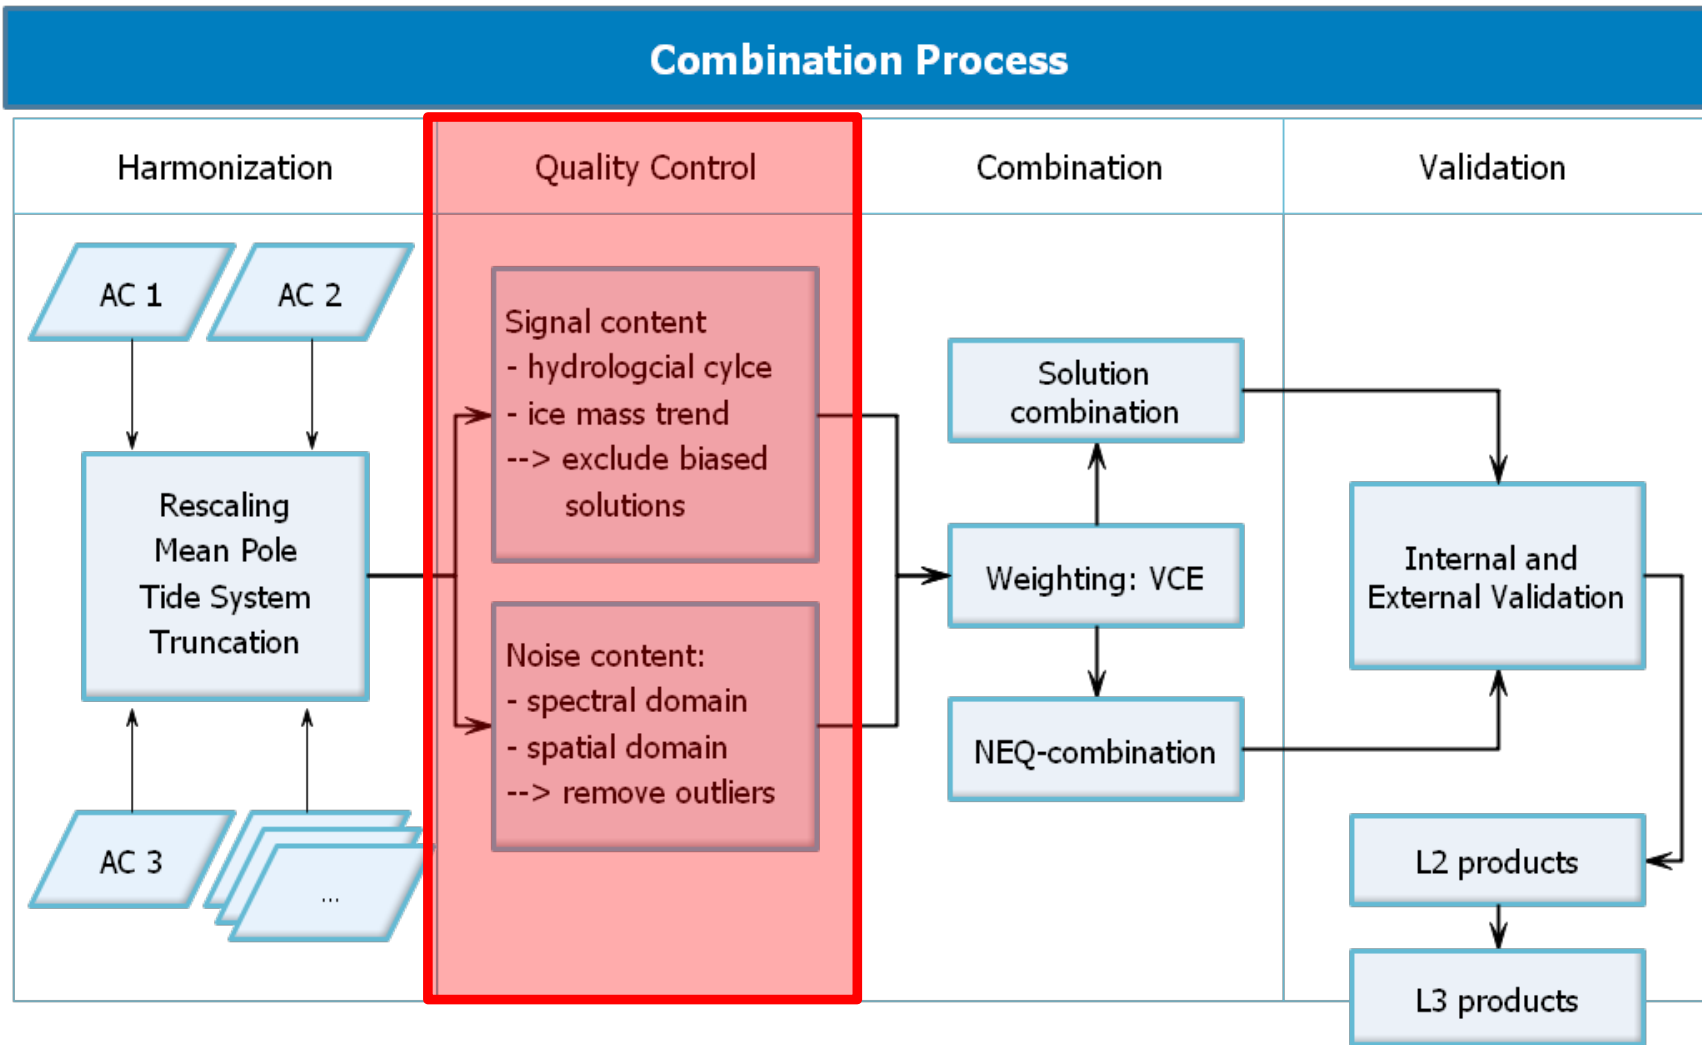 Combination Process
Harmonization
Quality Control
Combination
Validation
AC 1
AC 2
Rescaling
Mean Pole
Tide System
Truncation
AC 3
...
Signal content
- hydrologcial cylce
- ice mass trend
--> exclude biased
solutions
Noise content:
- spectral domain
- spatial domain
--> remove outliers
Solution
combination
Weighting: VCE
NEQ-combination
Internal and
External Validation
L2 products
L3 products